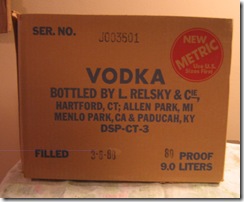 SER. NO. JG03501
NEW
METRIC
VODKA
BOTTLED BY L. RELSKY & CIE,
HARTFORD, CT; ALLEN PARK, MI
MENLO PARK, CA & PADUCAH, KY
DSP-CT-3
FILLED 80 PROOF
9.0 LITERS